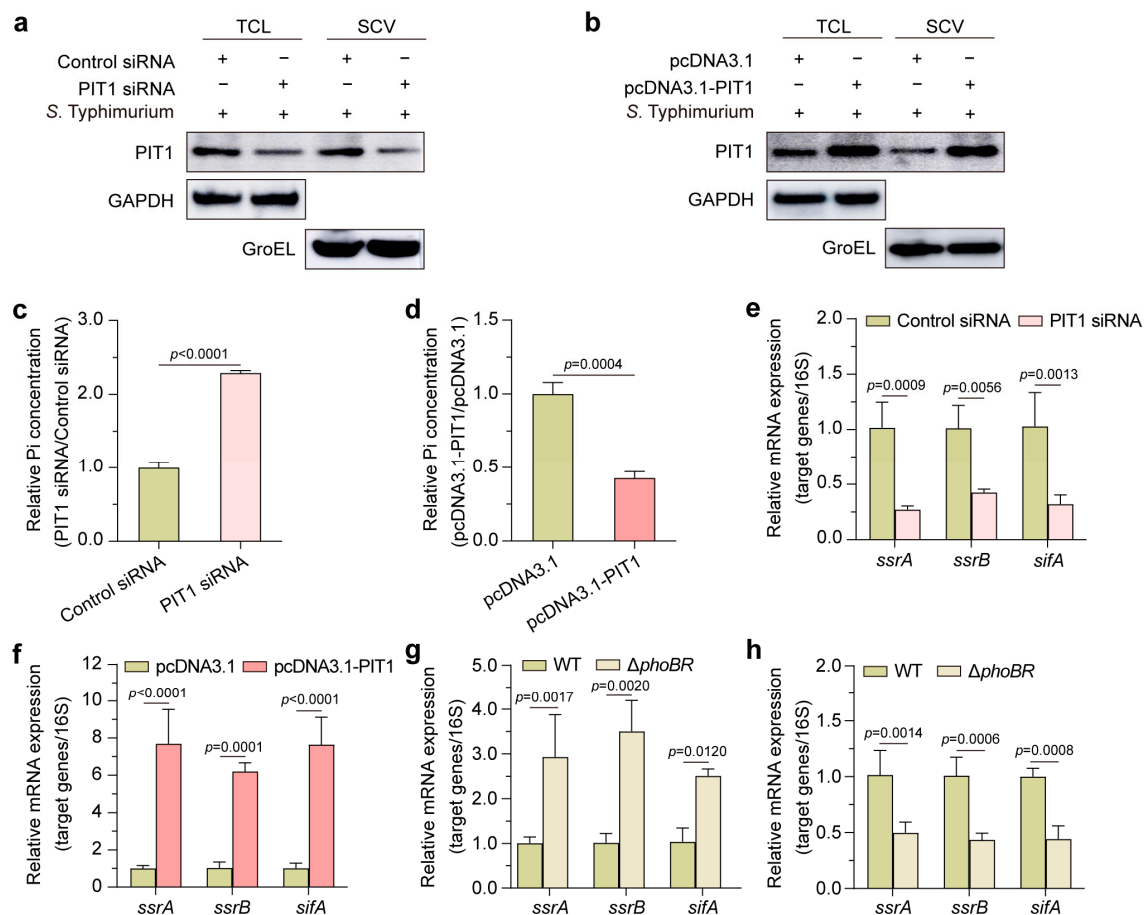 a
TCL SCV
Control siRNA + − + −
PIT1 siRNA − + − +
S. Typhimurium + + + +
PIT1
GAPDH
GroEL
b
TCL SCV
pcDNA3.1 + − + −
pcDNA3.1-PIT1 − + − +
S. Typhimurium + + + +
PIT1
GAPDH
GroEL
c
Relative Pi concentration
(PIT1 siRNA/Control siRNA)
3.0
2.0
1.0
0.0
p<0.0001
Control siRNA
PIT1 siRNA
d
Relative Pi concentration
(pcDNA3.1-PIT1/pcDNA3.1)
1.5
1.0
0.5
0.0
p=0.0004
pcDNA3.1
pcDNA3.1-PIT1
e
Control siRNA PIT1 siRNA
Relative mRNA expression
(target genes/16S)
2.0
1.5
1.0
0.5
0.0
p=0.0009 p=0.0056 p=0.0013
ssrA ssrB sifA
f
pcDNA3.1 pcDNA3.1-PIT1
Relative mRNA expression
(target genes/16S)
12
10
8
6
4
2
0
p<0.0001 p=0.0001 p<0.0001
ssrA ssrB sifA
g
WT ΔphoBR
Relative mRNA expression
(target genes/16S)
5.0
4.0
3.0
2.0
1.0
0.0
p=0.0017 p=0.0020 p=0.0120
ssrA ssrB sifA
h
WT ΔphoBR
Relative mRNA expression
(target genes/16S)
2.0
1.5
1.0
0.5
0.0
p=0.0014 p=0.0006 p=0.0008
ssrA ssrB sifA